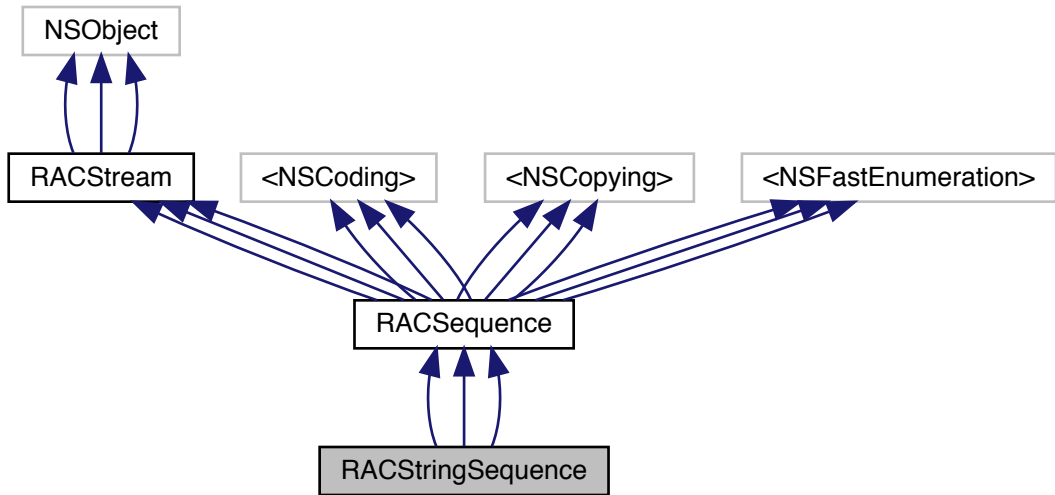 NSObject
RACStream
<NSCoding>
<NSCopying>
<NSFastEnumeration>
RACSequence
RACStringSequence